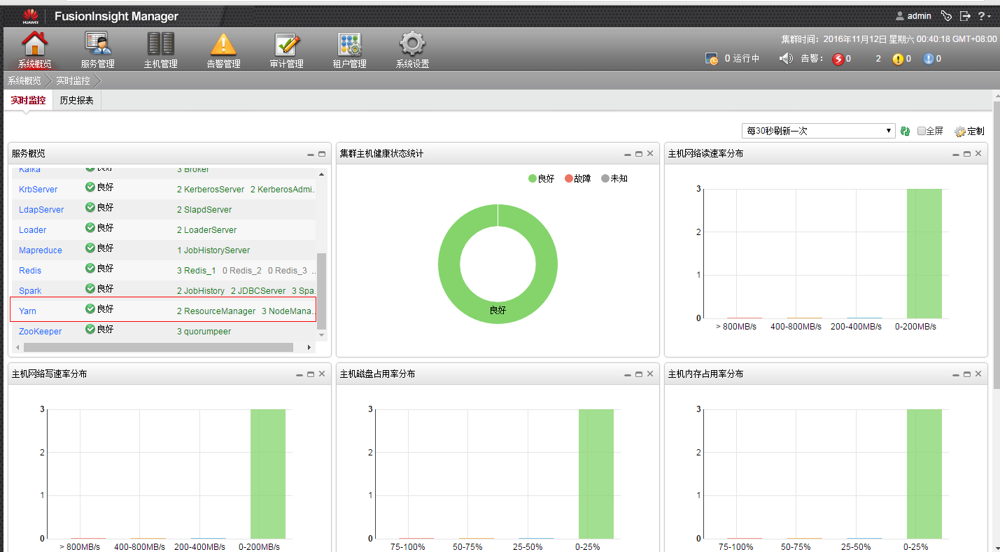 HUAWEI FusionInsight Manager admin ?
系统概览 服务管理 主机管理 告警管理 审计管理 租户管理 系统设置
集群时间：2016年11月12日 星期六 00:40:18 GMT+08:00
0 运行中 告警： 0 2 0 0
系统概览 实时监控
实时监控 历史报表
每30秒刷新一次 全屏 定制
服务概览
Kafka 良好 3 Broker
KrbServer 良好 2 KerberosServer 2 KerberosAdmi.
LdapServer 良好 2 SlapdServer
Loader 良好 2 LoaderServer
Mapreduce 良好 1 JobHistoryServer
Redis 良好 3 Redis_1 0 Redis_2 0 Redis_3 ..
Spark 良好 2 JobHistory 2 JDBCServer 3 Spa.
Yarn 良好 2 ResourceManager 3 NodeMana..
ZooKeeper 良好 3 quorumpeer
集群主机健康状态统计
良好 故障 未知
良好
主机网络读速率分布
3
2
1
0
> 800MB/s 400-800MB/s 200-400MB/s 0-200MB/s
主机网络写速率分布
3
2
1
0
> 800MB/s 400-800MB/s 200-400MB/s 0-200MB/s
主机磁盘占用率分布
3
2
1
0
75-100% 50-75% 25-50% 0-25%
主机内存占用率分布
3
2
1
0
75-100% 50-75% 25-50% 0-25%